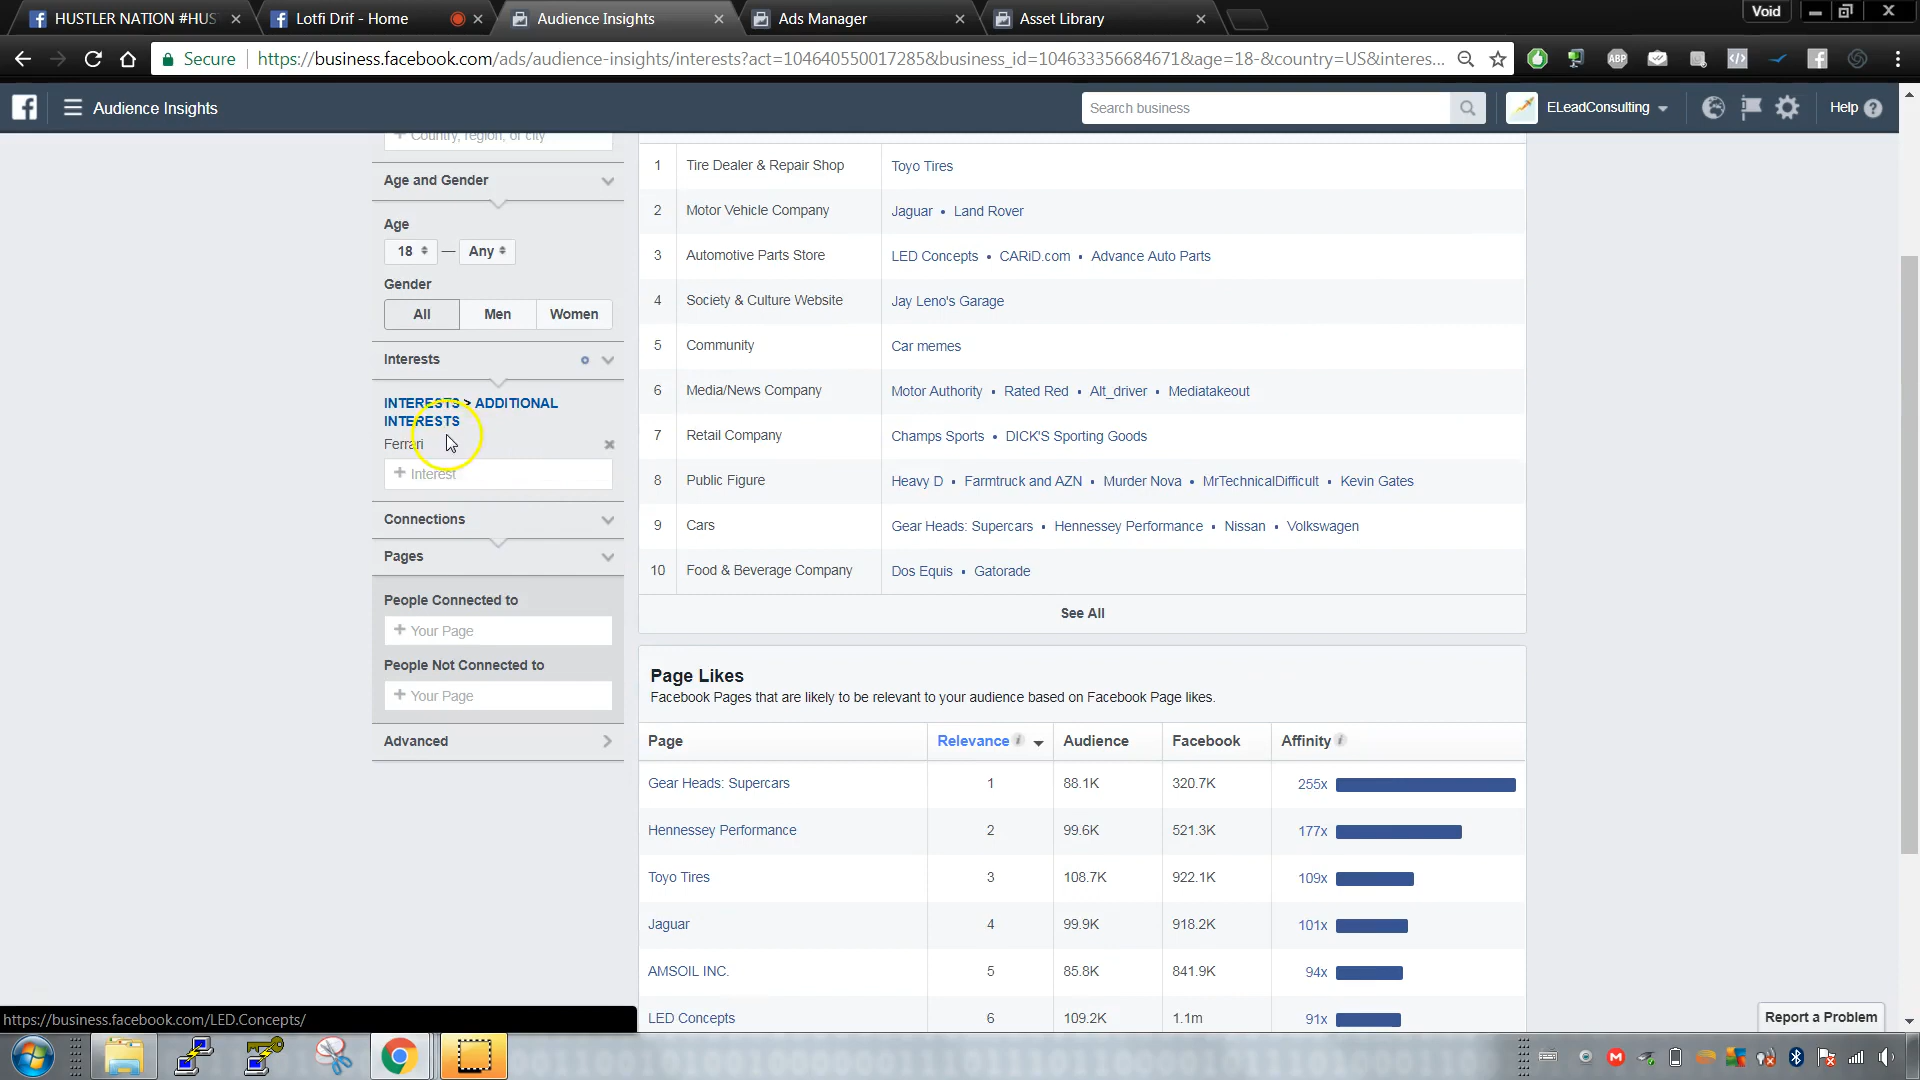 HUSTLER NATION #HUS
Lotfi Drif - Home
Audience Insights
Ads Manager
Asset Library
Void
Secure
https://business.facebook.com/ads/audience-insights/interests?act=104640550017285&business_id=104633356684671&age=18-&country=US&interes...
ABP
Audience Insights
Search business
ELeadConsulting
Help
+ Country, region, or city
Age and Gender
Age
18 — Any
Gender
All Men Women
Interests
INTERESTS > ADDITIONAL
INTERESTS
Ferrari
+ Interest
Connections
Pages
People Connected to
+ Your Page
People Not Connected to
+ Your Page
Advanced
1 Tire Dealer & Repair Shop Toyo Tires
2 Motor Vehicle Company Jaguar • Land Rover
3 Automotive Parts Store LED Concepts • CARiD.com • Advance Auto Parts
4 Society & Culture Website Jay Leno's Garage
5 Community Car memes
6 Media/News Company Motor Authority • Rated Red • Alt_driver • Mediatakeout
7 Retail Company Champs Sports • DICK'S Sporting Goods
8 Public Figure Heavy D • Farmtruck and AZN • Murder Nova • MrTechnicalDifficult • Kevin Gates
9 Cars Gear Heads: Supercars • Hennessey Performance • Nissan • Volkswagen
10 Food & Beverage Company Dos Equis • Gatorade
See All
Page Likes
Facebook Pages that are likely to be relevant to your audience based on Facebook Page likes.
Page Relevance Audience Facebook Affinity
Gear Heads: Supercars 1 88.1K 320.7K 255x
Hennessey Performance 2 99.6K 521.3K 177x
Toyo Tires 3 108.7K 922.1K 109x
Jaguar 4 99.9K 918.2K 101x
AMSOIL INC. 5 85.8K 841.9K 94x
LED Concepts 6 109.2K 1.1m 91x
Report a Problem
https://business.facebook.com/LED.Concepts/